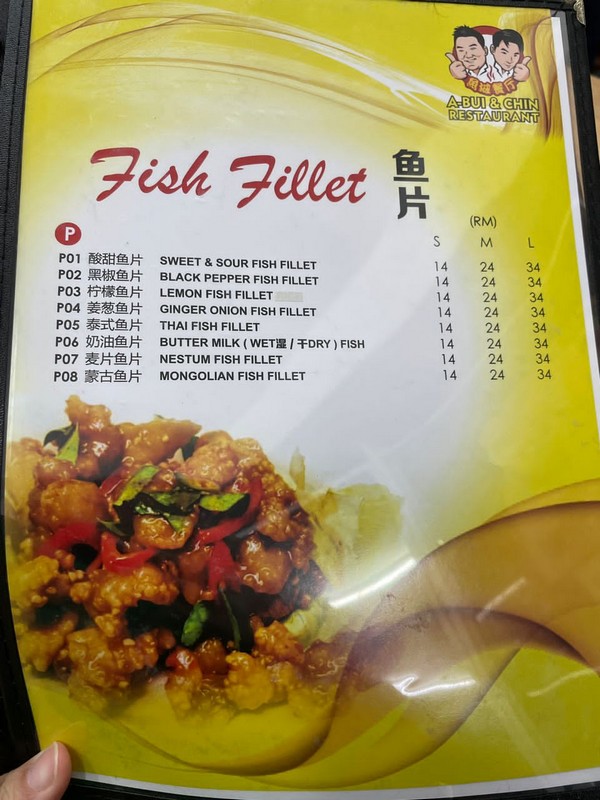 凤城餐厅
A-BUI & CHIN
RESTAURANT
Fish Fillet 鱼片
(RM)
P S M L
P01 酸甜鱼片 SWEET & SOUR FISH FILLET 14 24 34
P02 黑椒鱼片 BLACK PEPPER FISH FILLET 14 24 34
P03 柠檬鱼片 LEMON FISH FILLET 14 24 34
P04 姜葱鱼片 GINGER ONION FISH FILLET 14 24 34
P05 泰式鱼片 THAI FISH FILLET 14 24 34
P06 奶油鱼片 BUTTER MILK ( WET湿 / 干DRY ) FISH 14 24 34
P07 麦片鱼片 NESTUM FISH FILLET 14 24 34
P08 蒙古鱼片 MONGOLIAN FISH FILLET 14 24 34